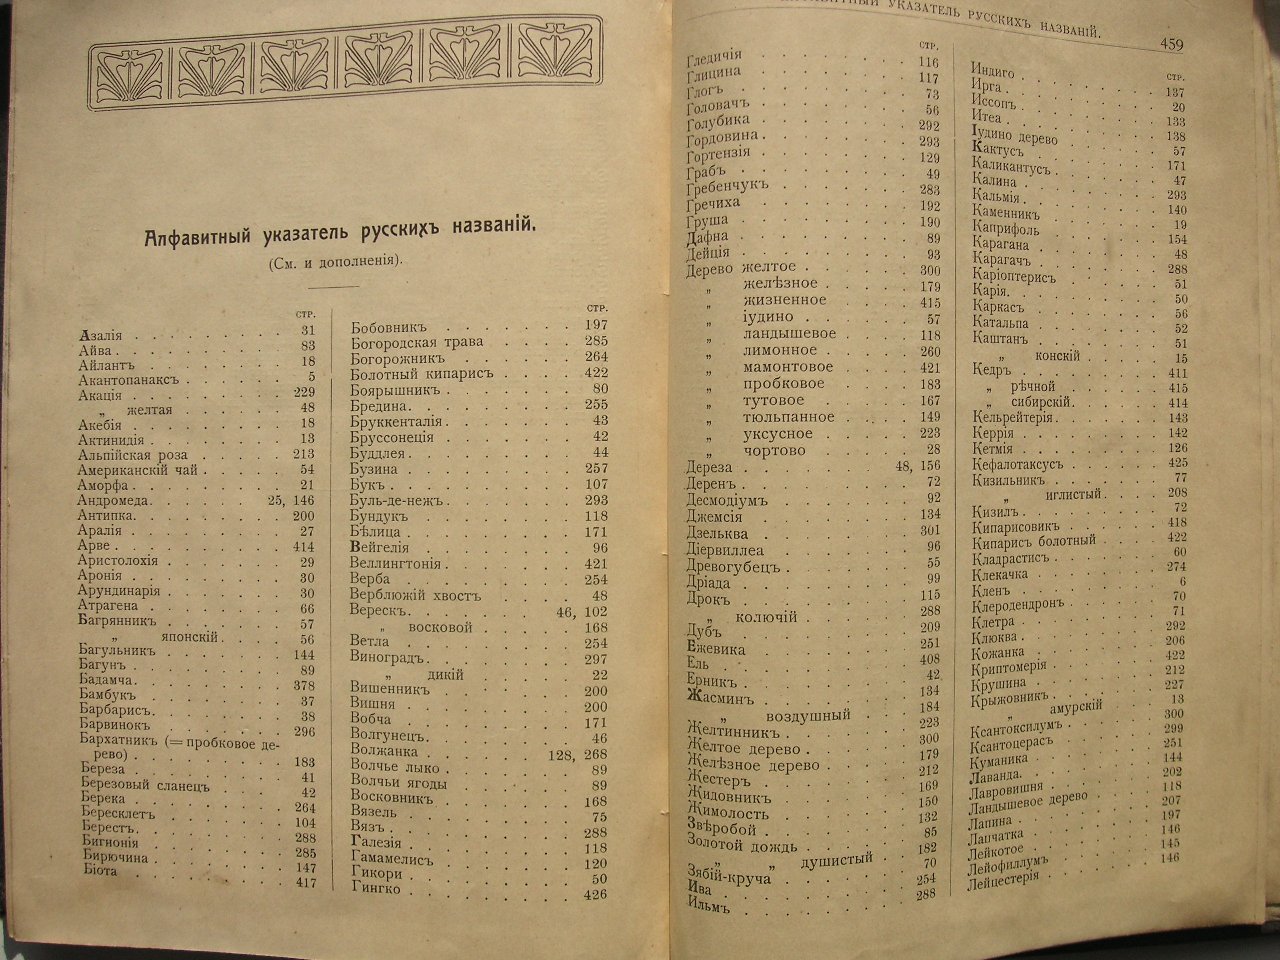 Алфавитный указатель русскихъ названій.
(См. и дополненія).
СТР.
Азалія . . . . . . . . 31
Айва . . . . . . . . 83
Айлантъ . . . . . . . 18
Акантопанаксъ . . . . . . 5
Акація . . . . . . . . 229
„ желтая . . . . . . 48
Акебія . . . . . . . . 18
Актинидія . . . . . . . 13
Альпійская роза . . . . . 213
Американскій чай . . . . . 54
Аморфа . . . . . . . . 21
Андромеда . . . . . 25, 146
Антипка . . . . . . . . 200
Аралія . . . . . . . . 27
Арве . . . . . . . . 414
Аристолохія . . . . . . . 29
Аронія . . . . . . . . 30
Арундинарія . . . . . . 30
Атрагена . . . . . . . 66
Багрянникъ . . . . . . . 57
„ японскій . . . . 56
Багульникъ . . . . . . . 144
Багунъ . . . . . . . . 89
Бадамча . . . . . . . . 378
Бамбукъ . . . . . . . . 37
Барбарисъ . . . . . . . 38
Барвинокъ . . . . . . . 296
Бархатникъ (= пробковое де-
рево) . . . . . . . . 183
Береза . . . . . . . . 41
Березовый сланецъ . . . . . 42
Берека . . . . . . . . 264
Бересклетъ . . . . . . . 104
Берестъ . . . . . . . . 288
Бигнонія . . . . . . . . 285
Бирючина . . . . . . . . 147
Біота . . . . . . . . 417
СТР.
Бобовникъ . . . . . . . 197
Богородская трава . . . . . 285
Богорожникъ . . . . . . 264
Болотный кипарисъ . . . . 422
Боярышникъ . . . . . . . 80
Бредина . . . . . . . . 255
Бруккенталія . . . . . . 43
Бруссонеція . . . . . . . 42
Буддлея . . . . . . . . 44
Бузина . . . . . . . . 257
Букъ . . . . . . . . 107
Буль-де-нежъ . . . . . . 293
Бундукъ . . . . . . . . 118
Бѣлица . . . . . . . . 171
Вейгелія . . . . . . . 96
Веллингтонія . . . . . . 421
Верба . . . . . . . . 254
Верблюжій хвостъ . . . . 48
Верескъ . . . . . . 46, 102
„ восковой . . . . . 168
Ветла . . . . . . . . 254
Виноградъ . . . . . . . 297
„ дикій . . . . . 22
Вишенникъ . . . . . . . 200
Вишня . . . . . . . . 200
Вобча . . . . . . . . 171
Волгунецъ . . . . . . . 46
Волжанка . . . . . 128, 268
Волчье лыко . . . . . . 89
Волчьи ягоды . . . . . . 89
Восковникъ . . . . . . . 168
Вязель . . . . . . . . 75
Вязъ . . . . . . . . 288
Галезія . . . . . . . . 118
Гамамелисъ . . . . . . . 120
Гикори . . . . . . . . 50
Гингко . . . . . . . . 426
УКАЗАТЕЛЬ РУССКИХЪ НАЗВАНІЙ. 459
СТР.
Гледичія . . . . . . . 116
Глицина . . . . . . . 117
Глогъ . . . . . . . . 73
Головачъ . . . . . . . 56
Голубика . . . . . . . 292
Гордовина . . . . . . . 293
Гортензія . . . . . . . 129
Грабъ . . . . . . . . 49
Гребенчукъ . . . . . . . 283
Гречиха . . . . . . . . 192
Груша . . . . . . . . 190
Дафна . . . . . . . . 89
Дейція . . . . . . . . 93
Дерево желтое . . . . . . 300
„ желѣзное . . . . . 179
„ жизненное . . . . 415
„ іудино . . . . . 57
„ ландышевое . . . . 118
„ лимонное . . . . . 260
„ мамонтовое . . . . 421
„ пробковое . . . . 183
„ тутовое . . . . . 167
„ тюльпанное . . . . 149
„ уксусное . . . . . 223
„ чортово . . . . . 28
Дереза . . . . . . 48, 156
Деренъ . . . . . . . . 72
Десмодіумъ . . . . . . . 92
Джемсія . . . . . . . 134
Дзельква . . . . . . . 301
Діервиллеа . . . . . . . 96
Древогубецъ . . . . . . 55
Дріада . . . . . . . . 99
Дрокъ . . . . . . . . 115
„ колючій . . . . . . 288
Дубъ . . . . . . . . 209
Ежевика . . . . . . . 251
Ель . . . . . . . . 408
Ерникъ . . . . . . . . 42
Жасминъ . . . . . . . 134
„ воздушный . . . . 184
Желтинникъ . . . . . . . 223
Желтое дерево . . . . . . 300
Желѣзное дерево . . . . . 179
Жестеръ . . . . . . . . 212
Жидовникъ . . . . . . . 169
Жимолость . . . . . . . 150
Звѣробой . . . . . . . 132
Золотой дождь . . . . . . 85
„ „ душистый . . 182
Зябій-круча . . . . . . . 70
Ива . . . . . . . . 254
Ильмъ . . . . . . . . 288
СТР.
Индиго . . . . . . . . 137
Ирга . . . . . . . . 20
Иссопъ . . . . . . . . 133
Итеа . . . . . . . . 138
Іудино дерево . . . . . . 57
Кактусъ . . . . . . . 171
Каликантусъ . . . . . . 47
Калина . . . . . . . . 293
Кальмія . . . . . . . . 140
Каменникъ . . . . . . . 19
Каприфоль . . . . . . . 154
Карагана . . . . . . . 48
Карагачъ . . . . . . . 288
Каріоптерисъ . . . . . . 51
Карія . . . . . . . . 50
Каркасъ . . . . . . . . 56
Катальпа . . . . . . . 52
Каштанъ . . . . . . . . 51
„ конскій . . . . . 15
Кедръ . . . . . . . . 411
„ рѣчной . . . . . . 415
„ сибирскій . . . . . 414
Кельрейтерія . . . . . . 143
Керрія . . . . . . . . 142
Кетмія . . . . . . . . 126
Кефалотаксусъ . . . . . . 425
Кизильникъ . . . . . . . 77
„ иглистый . . . . 208
Кизилъ . . . . . . . . 72
Кипарисовикъ . . . . . . 418
Кипарисъ болотный . . . . 422
Кладрастисъ . . . . . . 60
Клекачка . . . . . . . 274
Кленъ . . . . . . . . 6
Клеродендронъ . . . . . . 70
Клетра . . . . . . . . 71
Клюква . . . . . . . . 292
Кожанка . . . . . . . . 206
Криптомерія . . . . . . 422
Крушина . . . . . . . 212
Крыжовникъ . . . . . . . 227
„ амурскій . . . . 13
Ксантоксилумъ . . . . . . 300
Ксантоцерасъ . . . . . . 299
Куманика . . . . . . . 251
Лаванда . . . . . . . . 144
Лавровишня . . . . . . . 202
Ландышевое дерево . . . . 118
Лапина . . . . . . . . 207
Лапчатка . . . . . . . 197
Лейкотое . . . . . . . 146
Лейофиллумъ . . . . . . 145
Лейцестерія . . . . . . 146